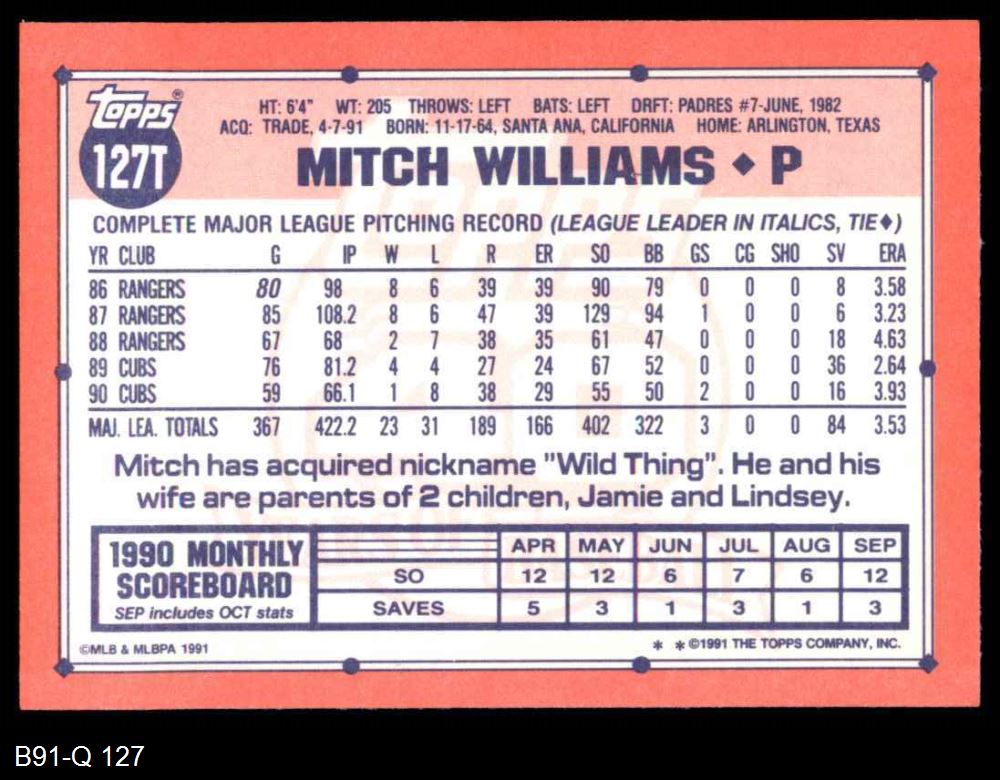 topps®
127T
HT: 6'4" WT: 205 THROWS: LEFT BATS: LEFT DRFT: PADRES #7-JUNE, 1982
ACQ: TRADE, 4-7-91 BORN: 11-17-64, SANTA ANA, CALIFORNIA HOME: ARLINGTON, TEXAS
MITCH WILLIAMS ♦ P
COMPLETE MAJOR LEAGUE PITCHING RECORD (LEAGUE LEADER IN ITALICS, TIE♦)
YR CLUB G IP W L R ER SO BB GS CG SHO SV ERA
86 RANGERS 80 98 8 6 39 39 90 79 0 0 0 8 3.58
87 RANGERS 85 108.2 8 6 47 39 129 94 1 0 0 6 3.23
88 RANGERS 67 68 2 7 38 35 61 47 0 0 0 18 4.63
89 CUBS 76 81.2 4 4 27 24 67 52 0 0 0 36 2.64
90 CUBS 59 66.1 1 8 38 29 55 50 2 0 0 16 3.93
MAJ. LEA. TOTALS 367 422.2 23 31 189 166 402 322 3 0 0 84 3.53
Mitch has acquired nickname "Wild Thing". He and his
wife are parents of 2 children, Jamie and Lindsey.
1990 MONTHLY
SCOREBOARD
SEP includes OCT stats
APR MAY JUN JUL AUG SEP
SO 12 12 6 7 6 12
SAVES 5 3 1 3 1 3
©MLB & MLBPA 1991
* * ©1991 THE TOPPS COMPANY, INC.
B91-Q 127